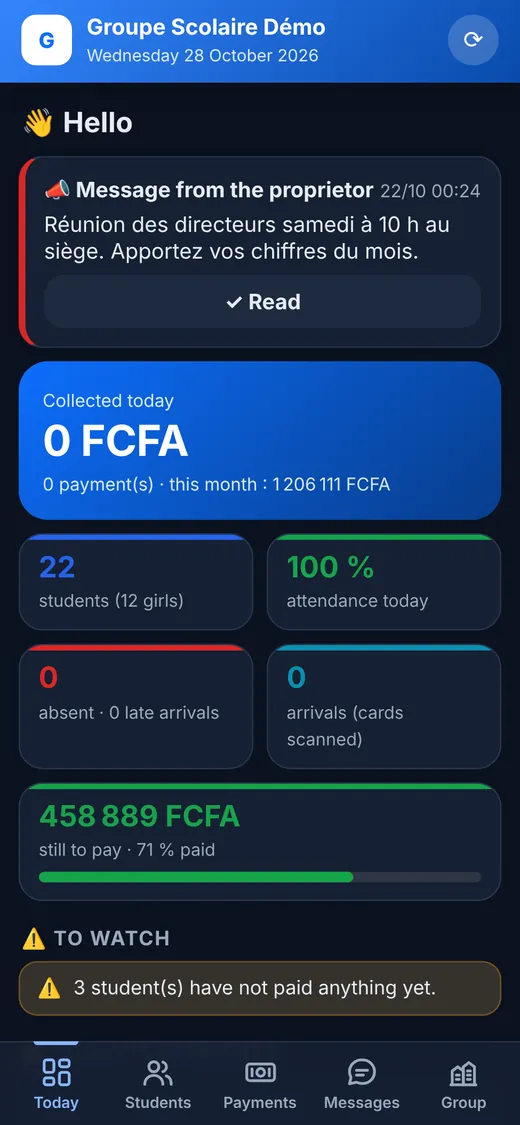 G
Groupe Scolaire Démo
Wednesday 28 October 2026
⟳
👋 Hello
📣 Message from the proprietor 22/10 00:24
Réunion des directeurs samedi à 10 h au
siège. Apportez vos chiffres du mois.
✓ Read
Collected today
0 FCFA
0 payment(s) · this month : 1 206 111 FCFA
22
students (12 girls)
100 %
attendance today
0
absent · 0 late arrivals
0
arrivals (cards
scanned)
458 889 FCFA
still to pay · 71 % paid
⚠️ TO WATCH
⚠️ 3 student(s) have not paid anything yet.
Today
Students
Payments
Messages
Group